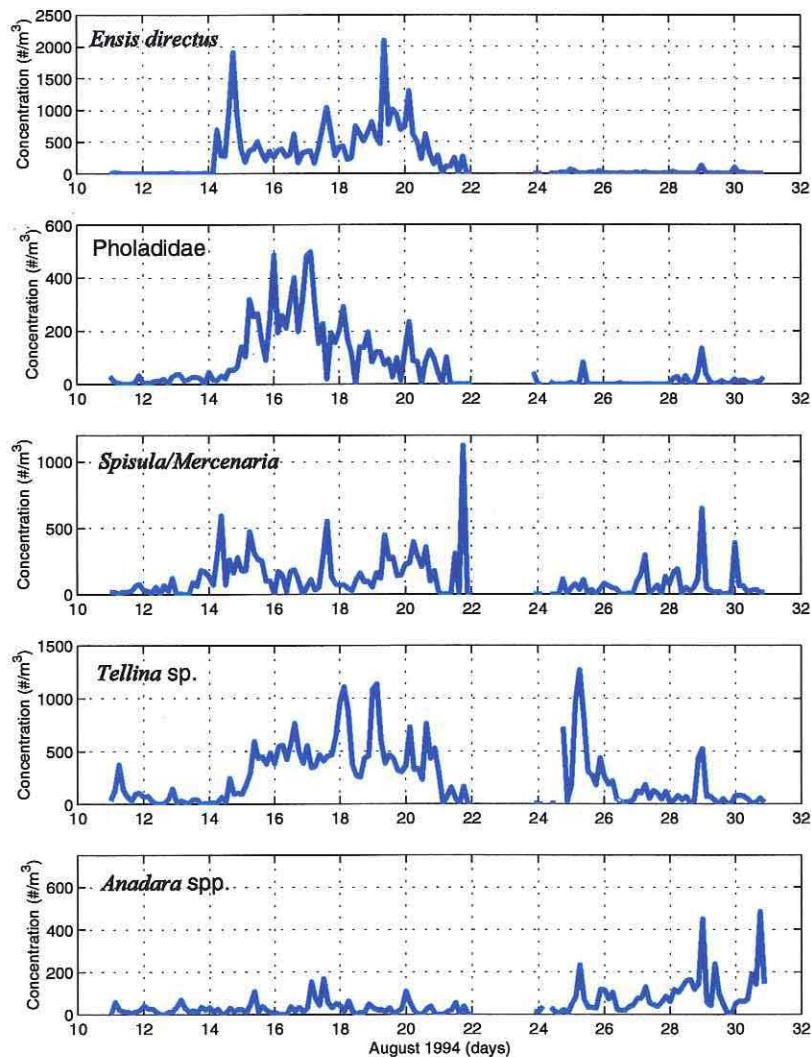 Ensis directus
Concentration (#/m³)
2500
2000
1500
1000
500
0
10 12 14 16 18 20 22 24 26 28 30 32
Pholadidae
Concentration (#/m³)
600
400
200
0
10 12 14 16 18 20 22 24 26 28 30 32
Spisula/Mercenaria
Concentration (#/m³)
1000
500
0
10 12 14 16 18 20 22 24 26 28 30 32
Tellina sp.
Concentration (#/m³)
1500
1000
500
0
10 12 14 16 18 20 22 24 26 28 30 32
Anadara spp.
Concentration (#/m³)
600
400
200
0
10 12 14 16 18 20 22 24 26 28 30 32
August 1994 (days)